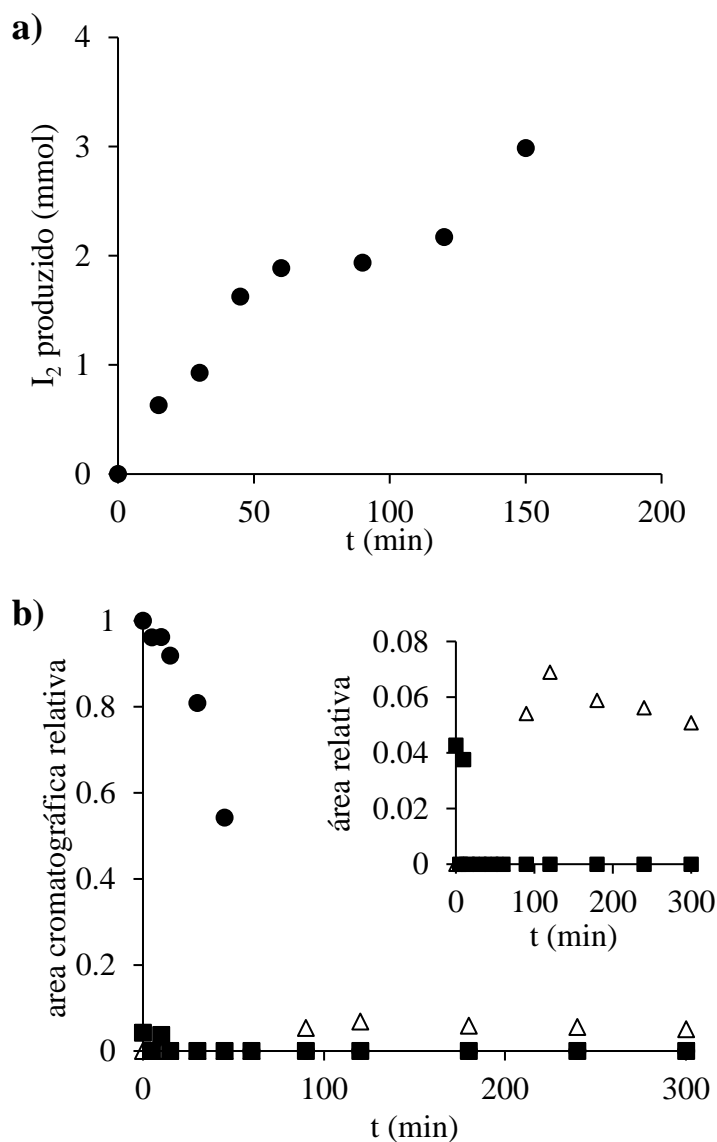 a)
4
3
2
1
0
I₂ produzido (mmol)
0 50 100 150 200
t (min)
b)
1
0.8
0.6
0.4
0.2
0
area cromatográfica relativa
0 100 200 300
t (min)
0.08
0.06
0.04
0.02
0
área relativa
0 100 200 300
t (min)